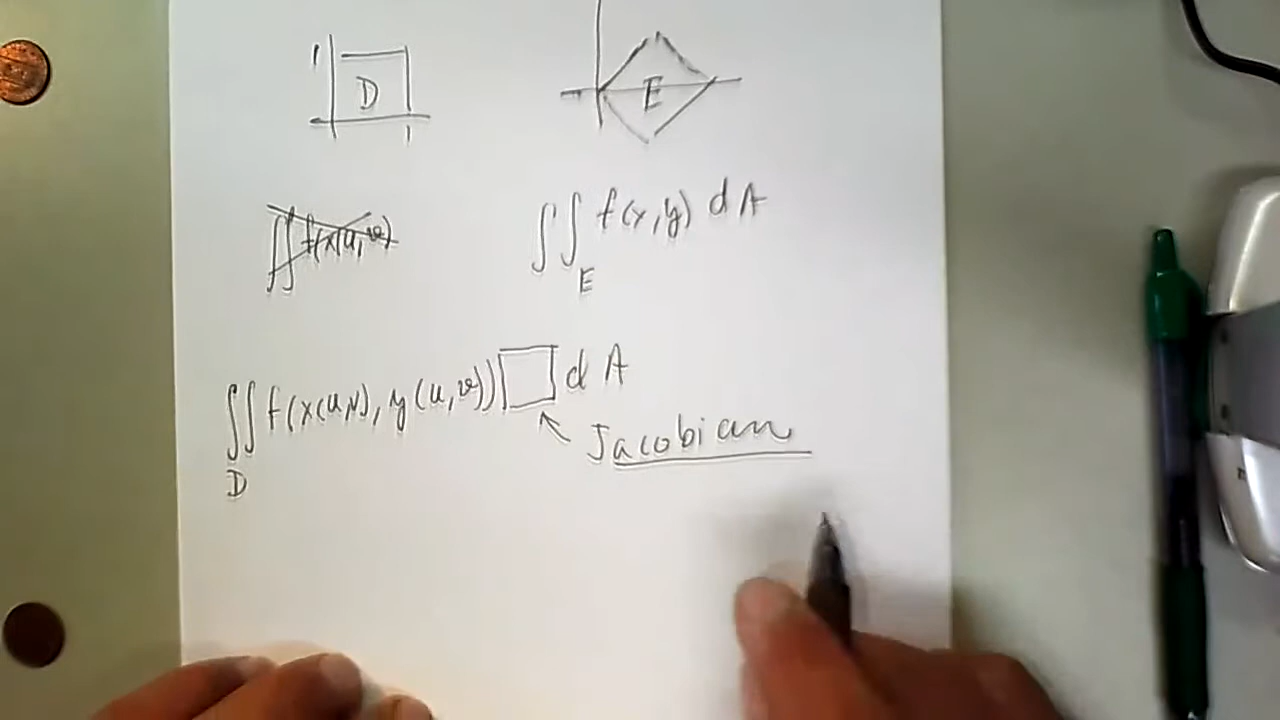 1 D E
1
∬ f(x(u,v)
∬ f(x,y) dA
E
∬ f(x(u,v), y(u,v)) □ dA
D
Jacobian